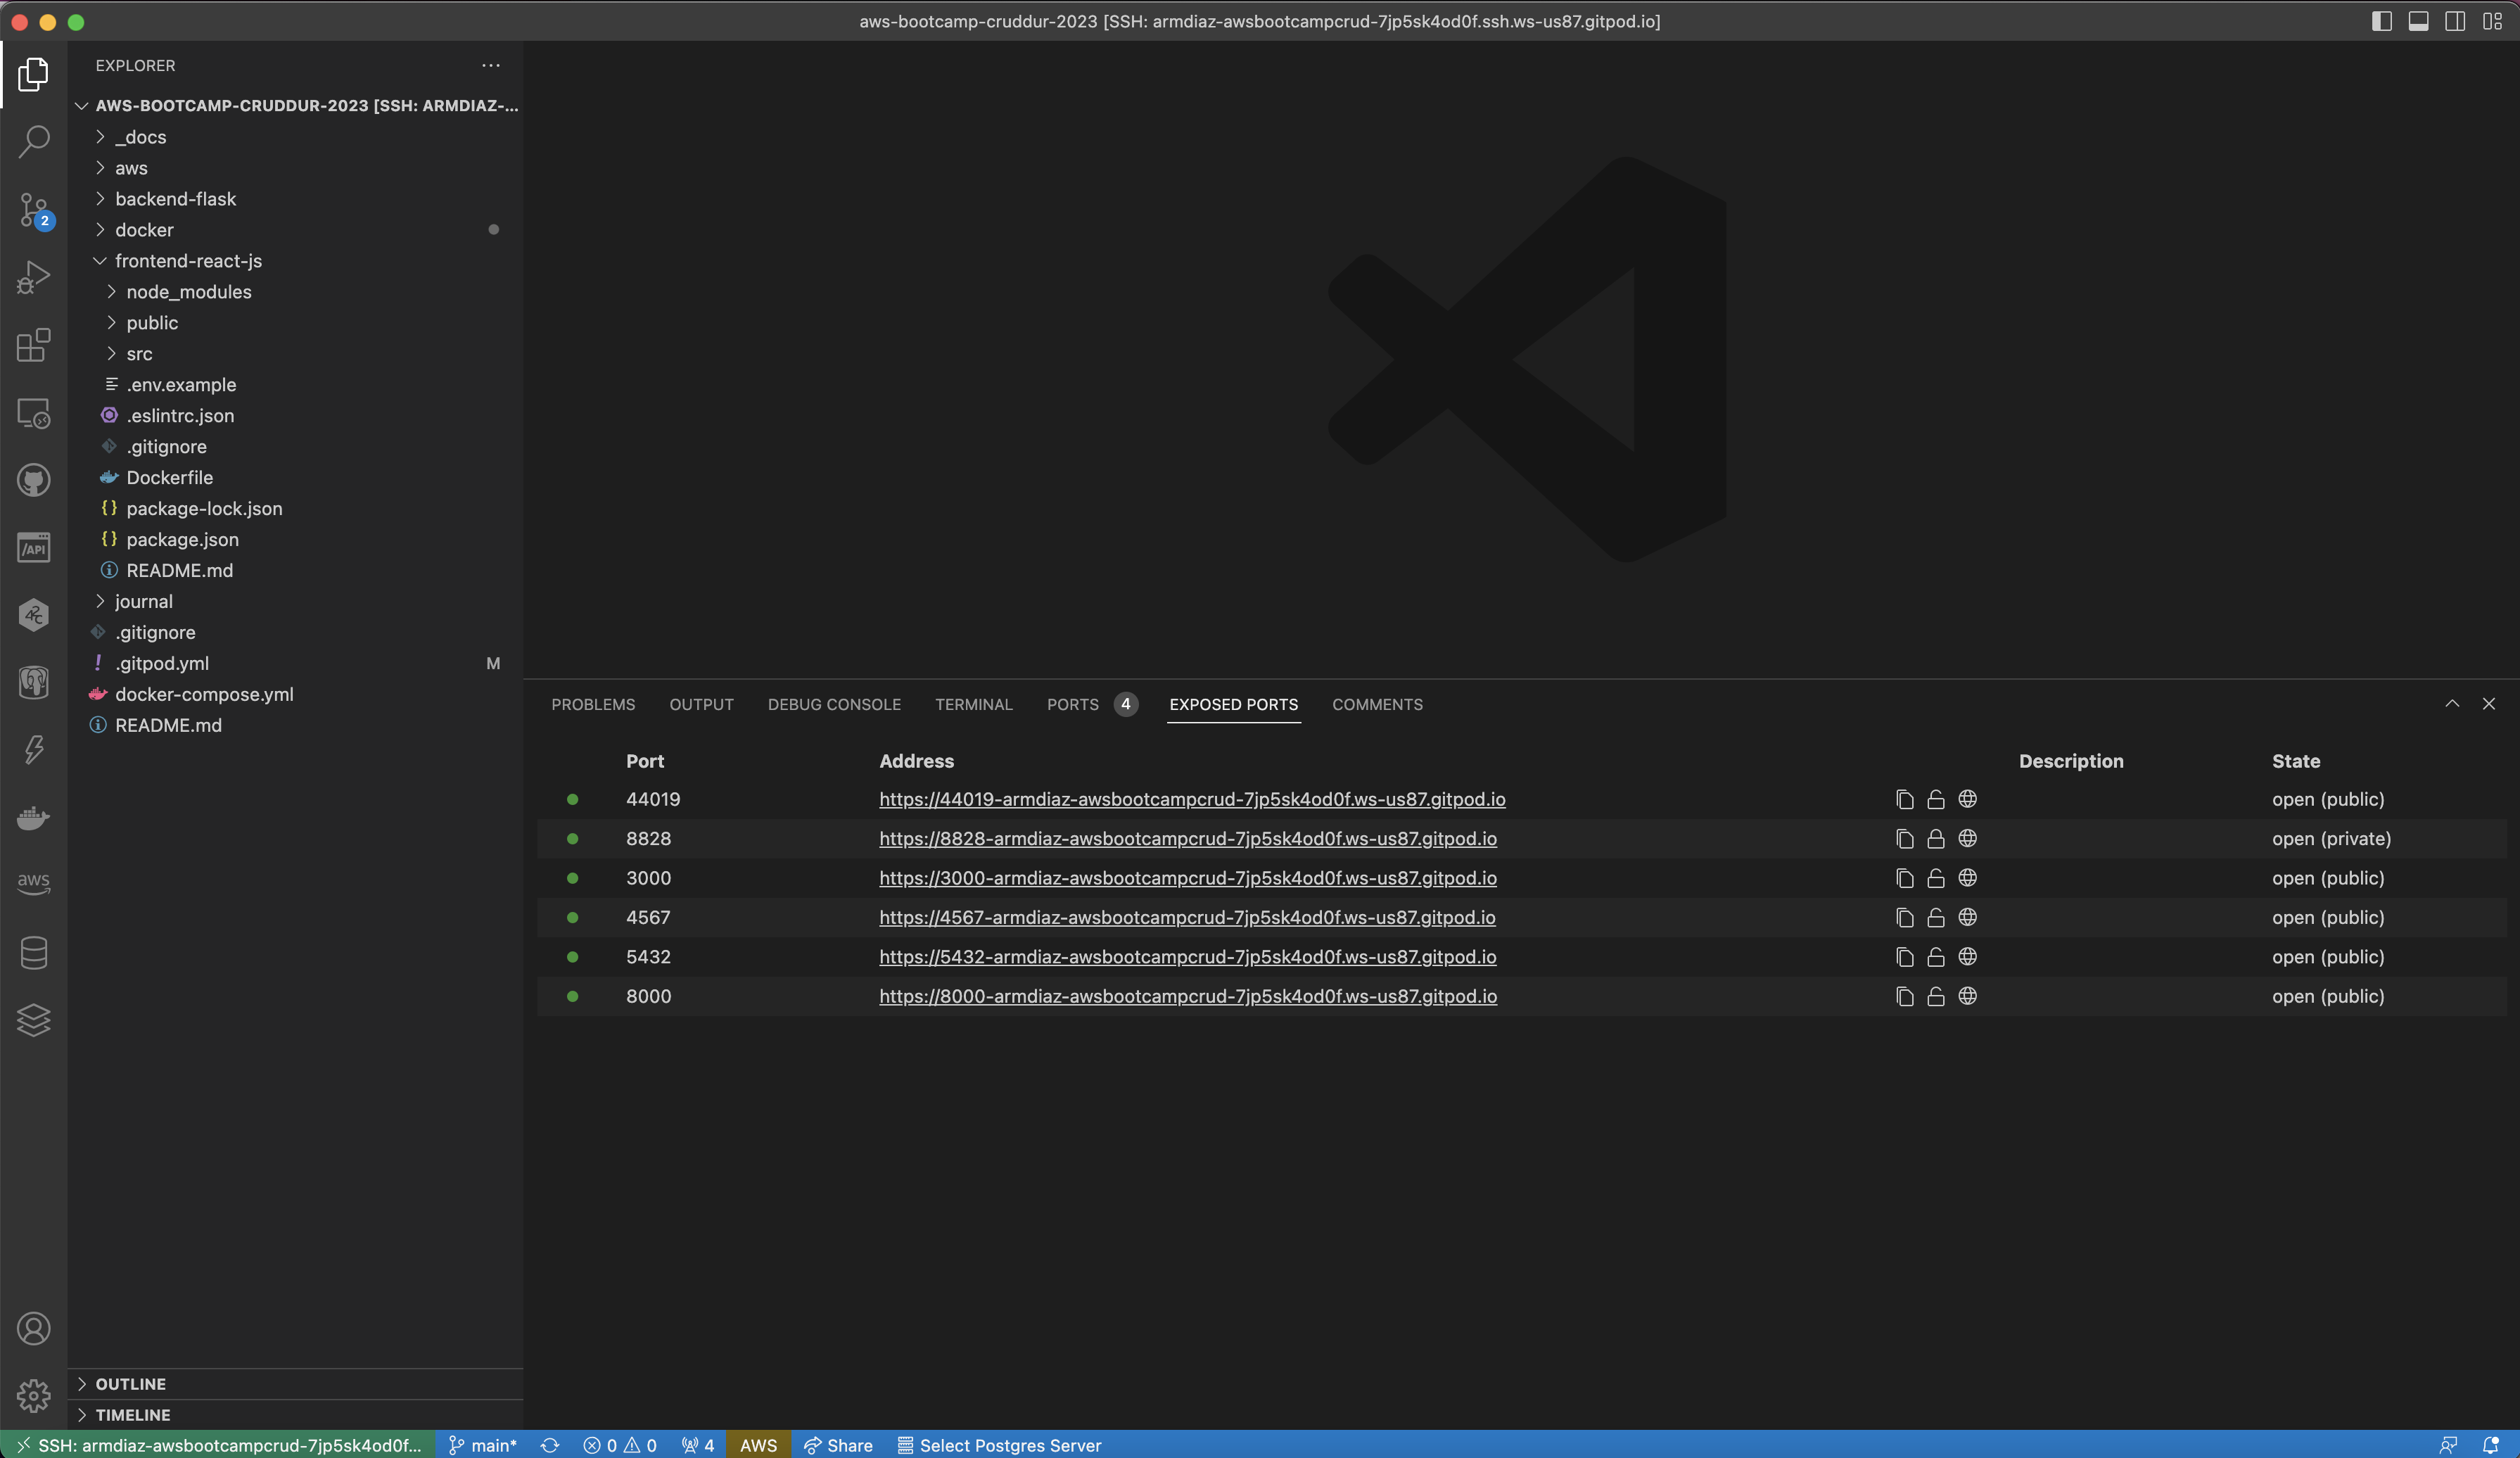 aws-bootcamp-cruddur-2023 [SSH: armdiaz-awsbootcampcrud-7jp5sk4od0f.ssh.ws-us87.gitpod.io]
EXPLORER
AWS-BOOTCAMP-CRUDDUR-2023 [SSH: ARMDIAZ-...
_docs
aws
backend-flask
docker
frontend-react-js
node_modules
public
src
.env.example
.eslintrc.json
.gitignore
Dockerfile
package-lock.json
package.json
README.md
journal
.gitignore
.gitpod.yml M
docker-compose.yml
README.md
OUTLINE
TIMELINE
2
/API
42C
aws
PROBLEMS OUTPUT DEBUG CONSOLE TERMINAL PORTS 4 EXPOSED PORTS COMMENTS
Port Address Description State
44019 https://44019-armdiaz-awsbootcampcrud-7jp5sk4od0f.ws-us87.gitpod.io open (public)
8828 https://8828-armdiaz-awsbootcampcrud-7jp5sk4od0f.ws-us87.gitpod.io open (private)
3000 https://3000-armdiaz-awsbootcampcrud-7jp5sk4od0f.ws-us87.gitpod.io open (public)
4567 https://4567-armdiaz-awsbootcampcrud-7jp5sk4od0f.ws-us87.gitpod.io open (public)
5432 https://5432-armdiaz-awsbootcampcrud-7jp5sk4od0f.ws-us87.gitpod.io open (public)
8000 https://8000-armdiaz-awsbootcampcrud-7jp5sk4od0f.ws-us87.gitpod.io open (public)
SSH: armdiaz-awsbootcampcrud-7jp5sk4od0f... main* 0 0 4 AWS Share Select Postgres Server